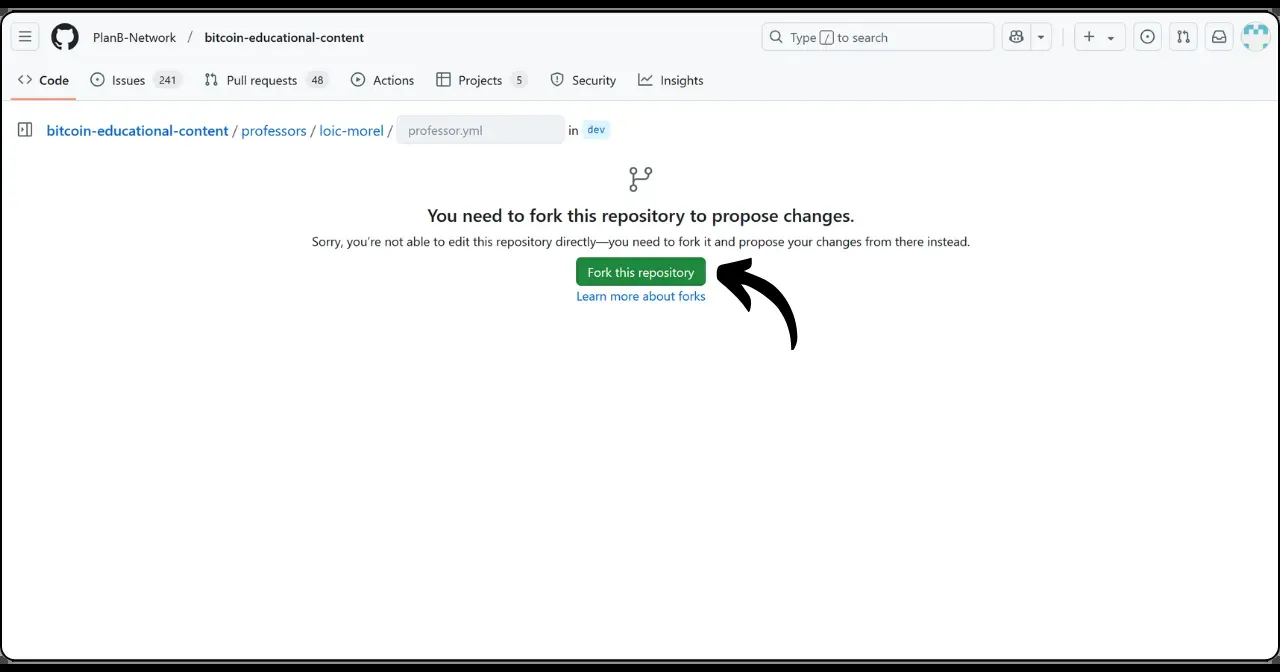 PlanB-Network / bitcoin-educational-content Type / to search
Code Issues 241 Pull requests 48 Actions Projects 5 Security Insights
bitcoin-educational-content / professors / loic-morel / professor.yml in dev
You need to fork this repository to propose changes.
Sorry, you're not able to edit this repository directly—you need to fork it and propose your changes from there instead.
Fork this repository
Learn more about forks